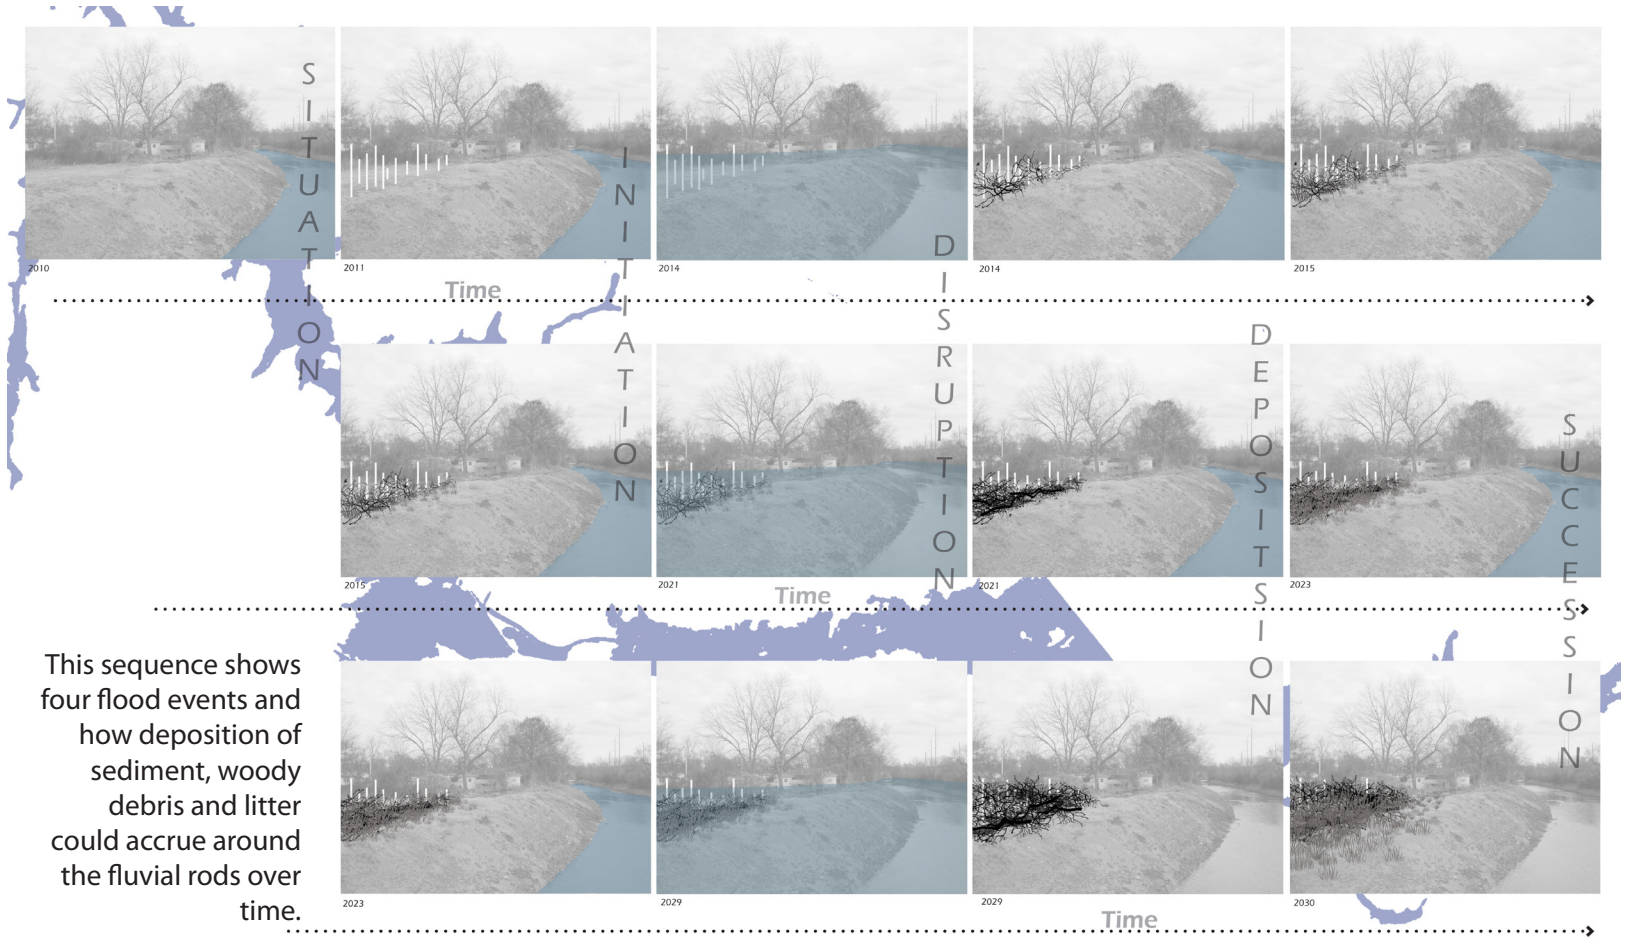 SITUATION
INITIATION
DISRUPTION
DEPOSITSION
SUCCESSION
2010
2011
2014
2014
2015
Time
2015
2021
2021
2023
Time
This sequence shows
four flood events and
how deposition of
sediment, woody
debris and litter
could accrue around
the fluvial rods over
time.
2023
2029
2029
2030
Time